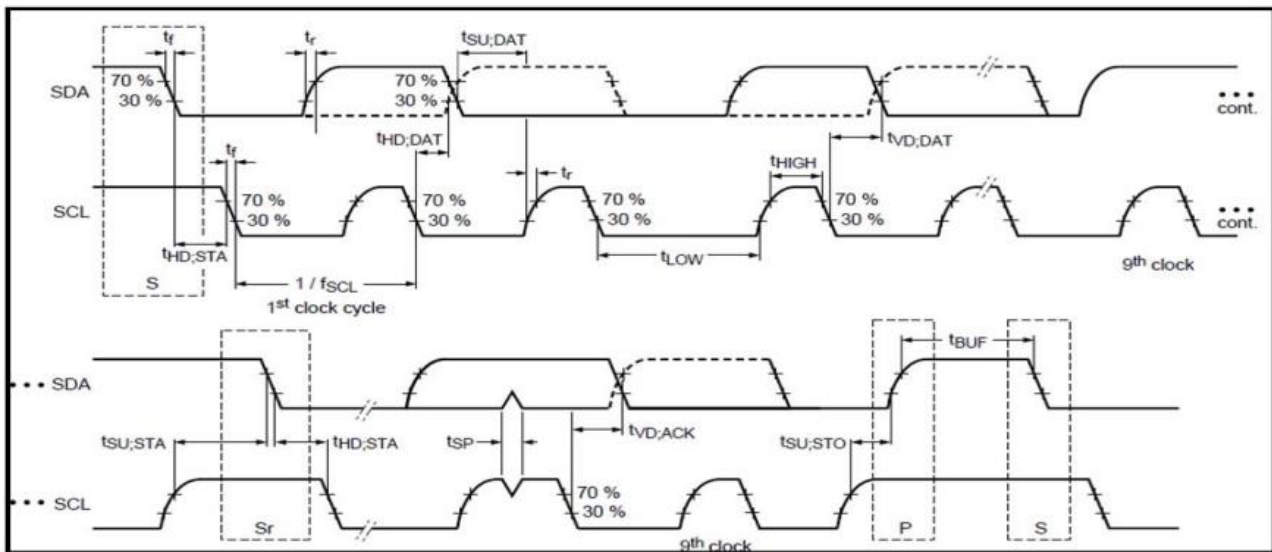 tf tr tSU;DAT
70 % 70 %
SDA
30 % 30 %
cont.
tHD;DAT tVD;DAT
tf tHIGH
tr
70 % 70 % 70 % 70 %
SCL
30 % 30 % 30 % 30 %
cont.
tHD;STA tLOW
9th clock
S 1 / fSCL
1st clock cycle
tBUF
••• SDA
tSU;STA tHD;STA tSP tVD;ACK tSU;STO
70 %
••• SCL
30 %
Sr 9th clock P S